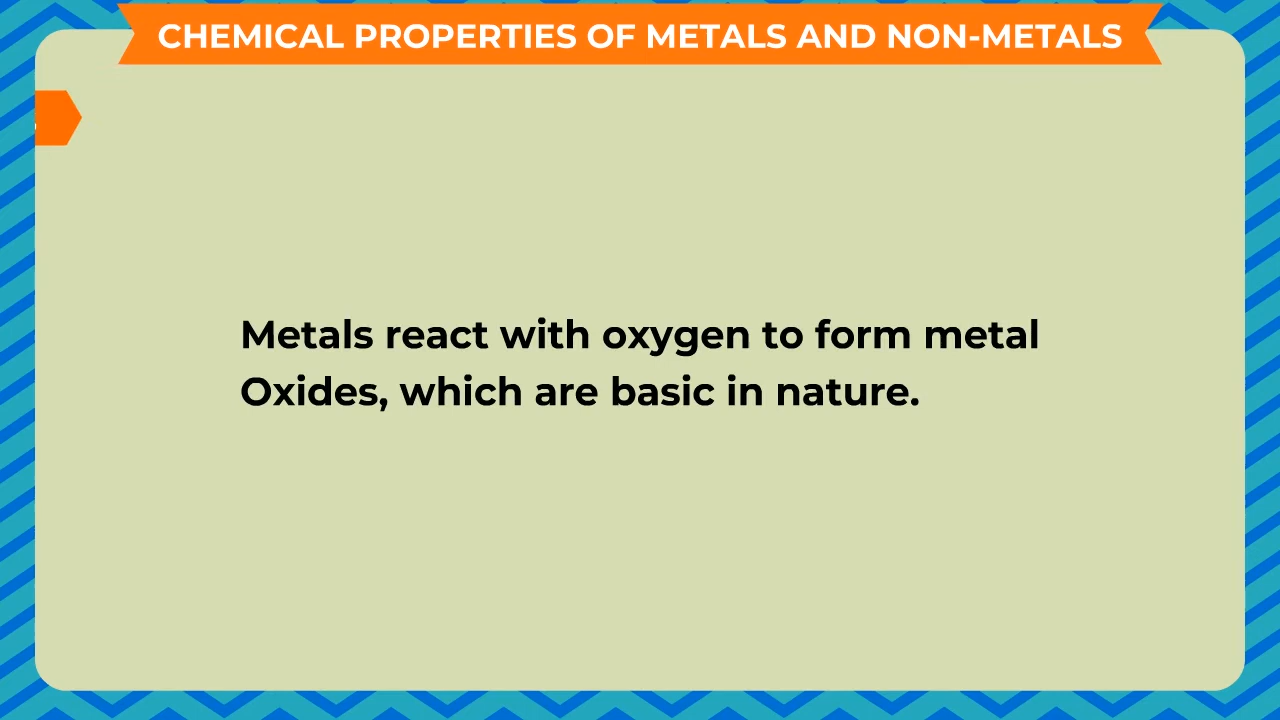 CHEMICAL PROPERTIES OF METALS AND NON-METALS
Metals react with oxygen to form metal
Oxides, which are basic in nature.